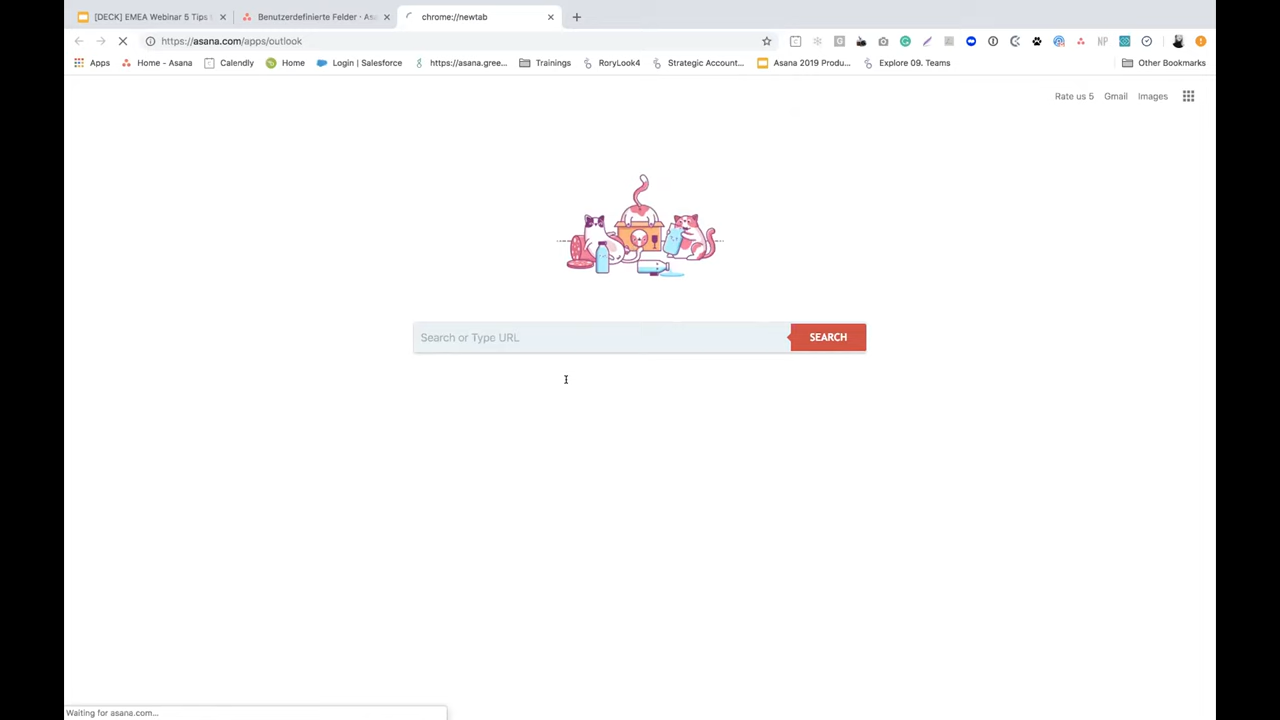 [DECK] EMEA Webinar 5 Tips
Benutzerdefinierte Felder · Asa
chrome://newtab
https://asana.com/apps/outlook
Apps
Home - Asana
Calendly
Home
Login | Salesforce
https://asana.gree...
Trainings
RoryLook4
Strategic Account...
Asana 2019 Produ...
Explore 09. Teams
Other Bookmarks
Rate us 5
Gmail
Images
Search or Type URL
SEARCH
Waiting for asana.com...